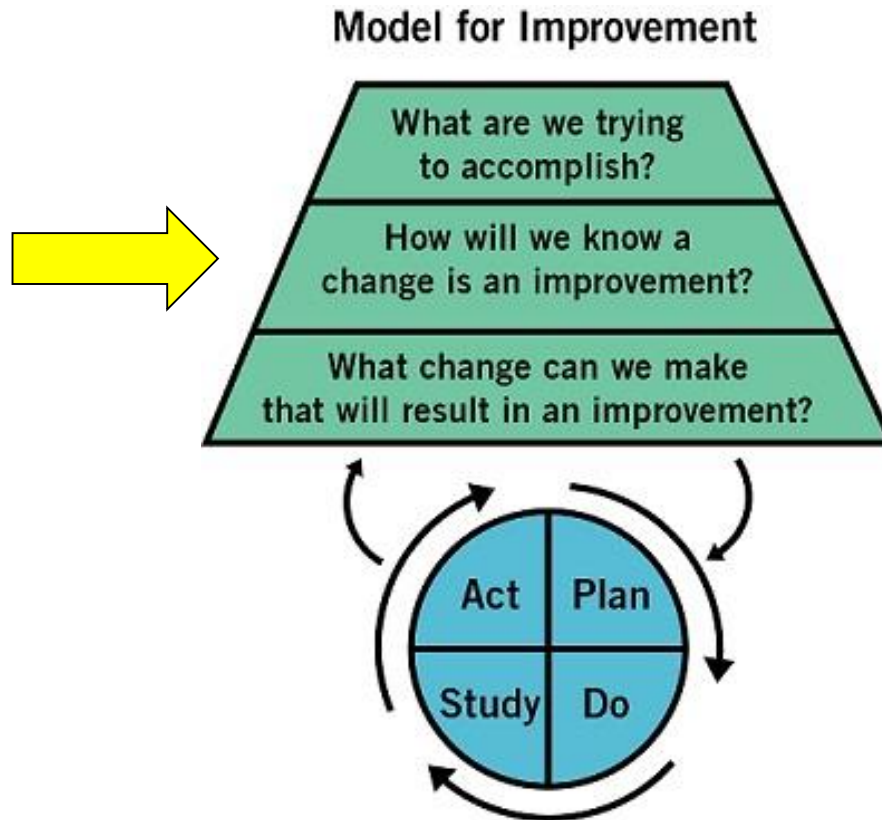 Model for Improvement
What are we trying
to accomplish?
How will we know a
change is an improvement?
What change can we make
that will result in an improvement?
Act
Plan
Study
Do